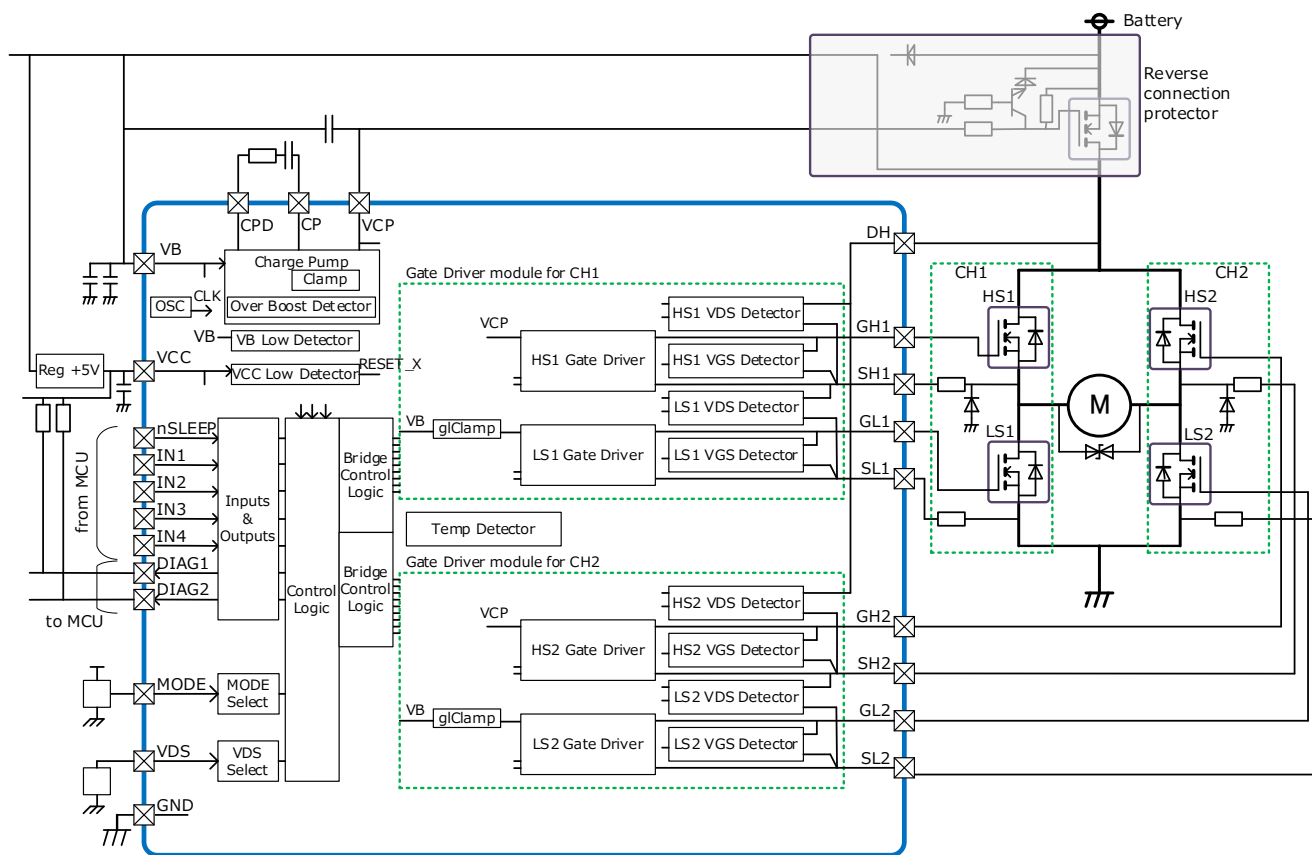 Battery
Reverse
connection
protector
CPD
CP
VCP
VB
Charge Pump
Clamp
CLK
OSC
Over Boost Detector
VB
VB Low Detector
Reg +5V
VCC
VCC Low Detector
RESET_X
DH
Gate Driver module for CH1
VCP
HS1 Gate Driver
HS1 VDS Detector
HS1 VGS Detector
GH1
SH1
LS1 VDS Detector
VB
glClamp
LS1 Gate Driver
LS1 VGS Detector
GL1
SL1
CH1
HS1
LS1
CH2
HS2
LS2
M
from MCU
nSLEEP
IN1
IN2
IN3
IN4
DIAG1
DIAG2
to MCU
Inputs
&
Outputs
Control
Logic
Bridge
Control
Logic
Bridge
Control
Logic
Temp Detector
Gate Driver module for CH2
VCP
HS2 Gate Driver
HS2 VDS Detector
HS2 VGS Detector
GH2
SH2
LS2 VDS Detector
VB
glClamp
LS2 Gate Driver
LS2 VGS Detector
GL2
SL2
MODE
MODE
Select
VDS
VDS
Select
GND